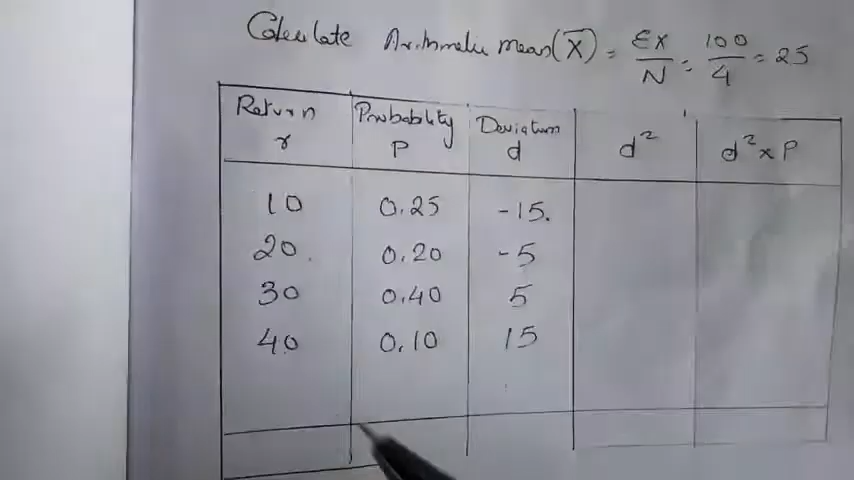 Calculate Arithmetic mean (X̄) = ΣX/N = 100/4 = 25
Return r | Probability P | Deviation d | d² | d² x P
10 | 0.25 | -15.
20. | 0.20 | -5
30 | 0.40 | 5
40 | 0.10 | 15